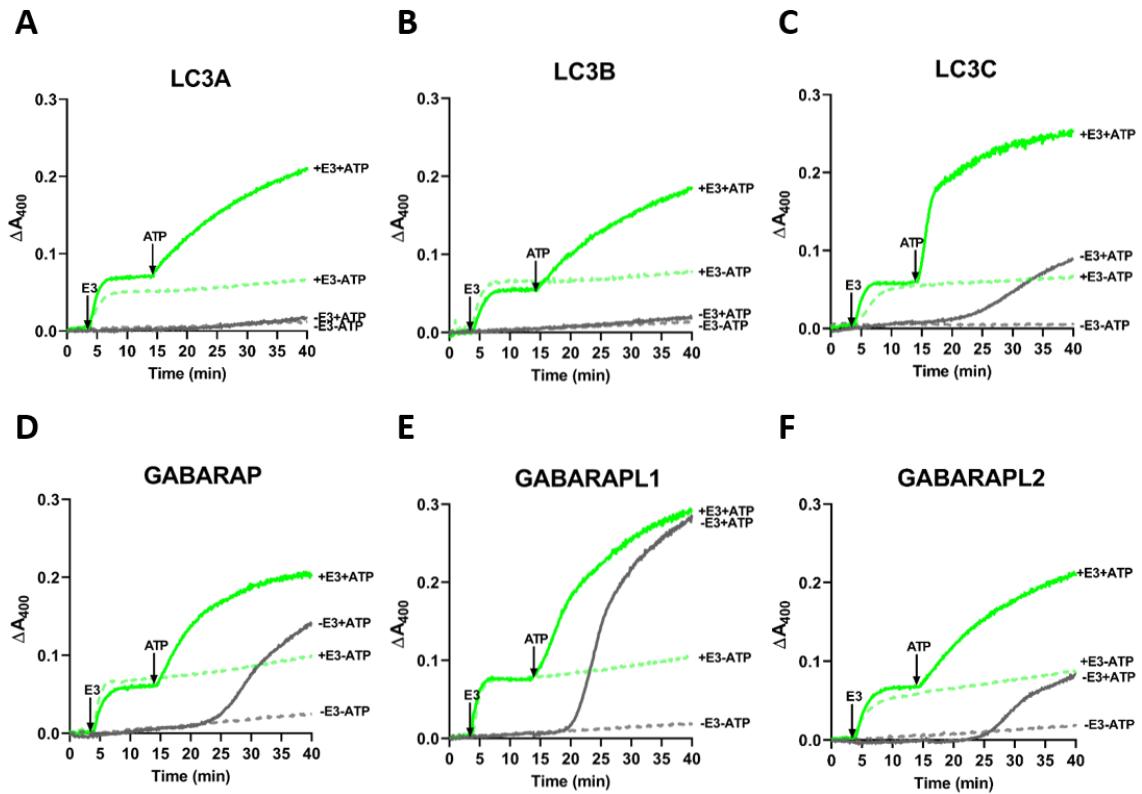 A
LC3A
0.3
0.2
0.1
0.0
ΔA400
0 5 10 15 20 25 30 35 40
Time (min)
E3
ATP
+E3+ATP
+E3-ATP
-E3+ATP
-E3-ATP
B
LC3B
0.3
0.2
0.1
0.0
ΔA400
0 5 10 15 20 25 30 35 40
Time (min)
E3
ATP
+E3+ATP
+E3-ATP
-E3+ATP
-E3-ATP
C
LC3C
0.3
0.2
0.1
0.0
ΔA400
0 5 10 15 20 25 30 35 40
Time (min)
E3
ATP
+E3+ATP
-E3+ATP
+E3-ATP
-E3-ATP
D
GABARAP
0.3
0.2
0.1
0.0
ΔA400
0 5 10 15 20 25 30 35 40
Time (min)
E3
ATP
+E3+ATP
-E3+ATP
+E3-ATP
-E3-ATP
E
GABARAPL1
0.3
0.2
0.1
0.0
ΔA400
0 5 10 15 20 25 30 35 40
Time (min)
E3
ATP
+E3+ATP
-E3+ATP
+E3-ATP
-E3-ATP
F
GABARAPL2
0.3
0.2
0.1
0.0
ΔA400
0 5 10 15 20 25 30 35 40
Time (min)
E3
ATP
+E3+ATP
+E3-ATP
-E3+ATP
-E3-ATP